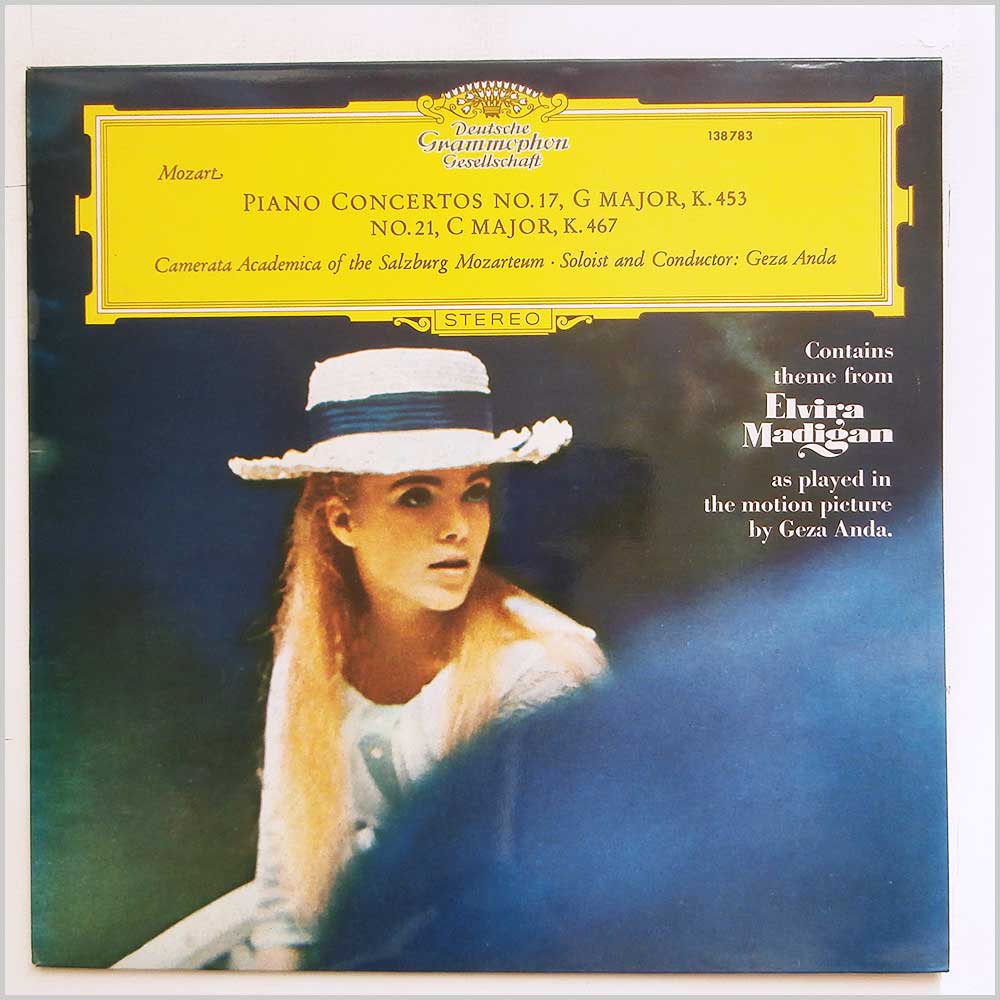 Deutsche
Grammophon
Gesellschaft
138783
Mozart
PIANO CONCERTOS NO. 17, G MAJOR, K. 453
NO. 21, C MAJOR, K. 467
Camerata Academica of the Salzburg Mozarteum · Soloist and Conductor: Geza Anda
STEREO
Contains
theme from
Elvira
Madigan
as played in
the motion picture
by Geza Anda.